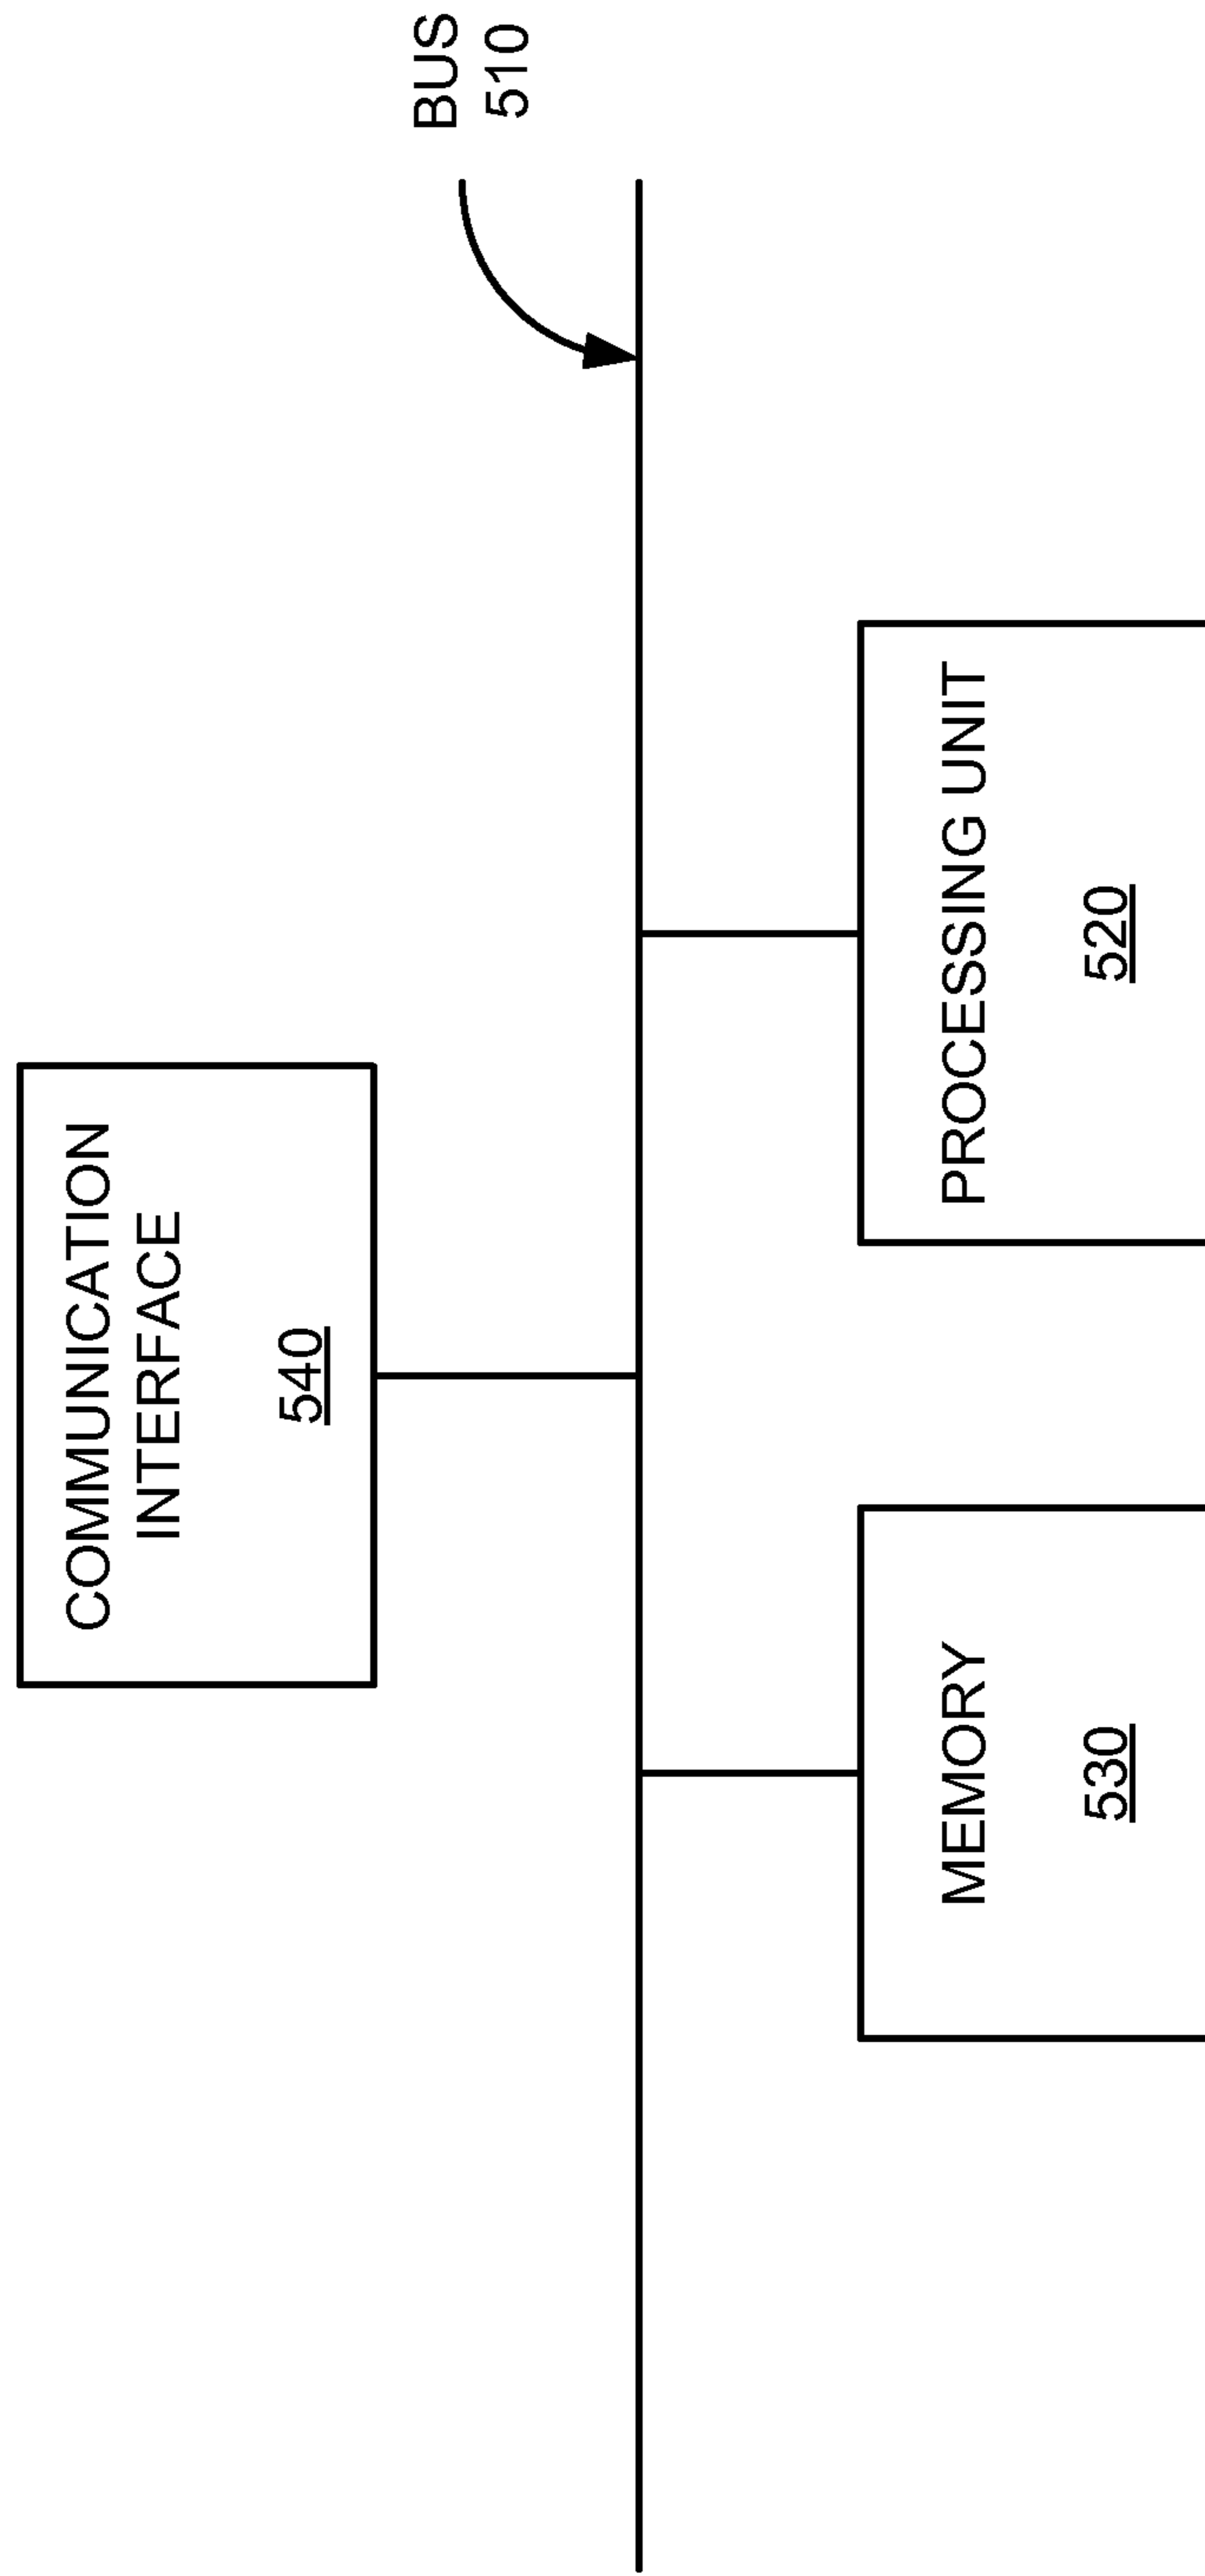 COMMUNICATION
INTERFACE
540
BUS
510
MEMORY
530
PROCESSING UNIT
520